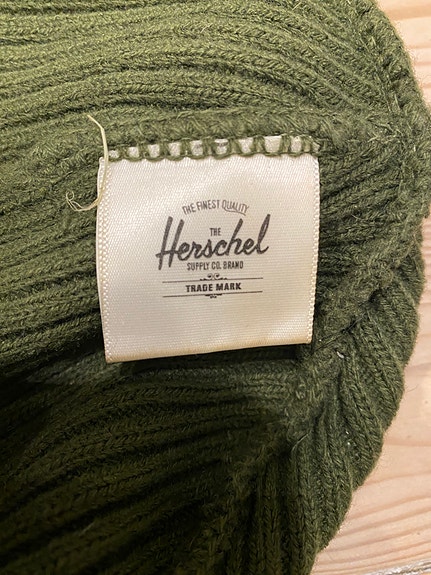 THE FINEST QUALITY
THE
Herschel
SUPPLY CO. BRAND
TRADE MARK